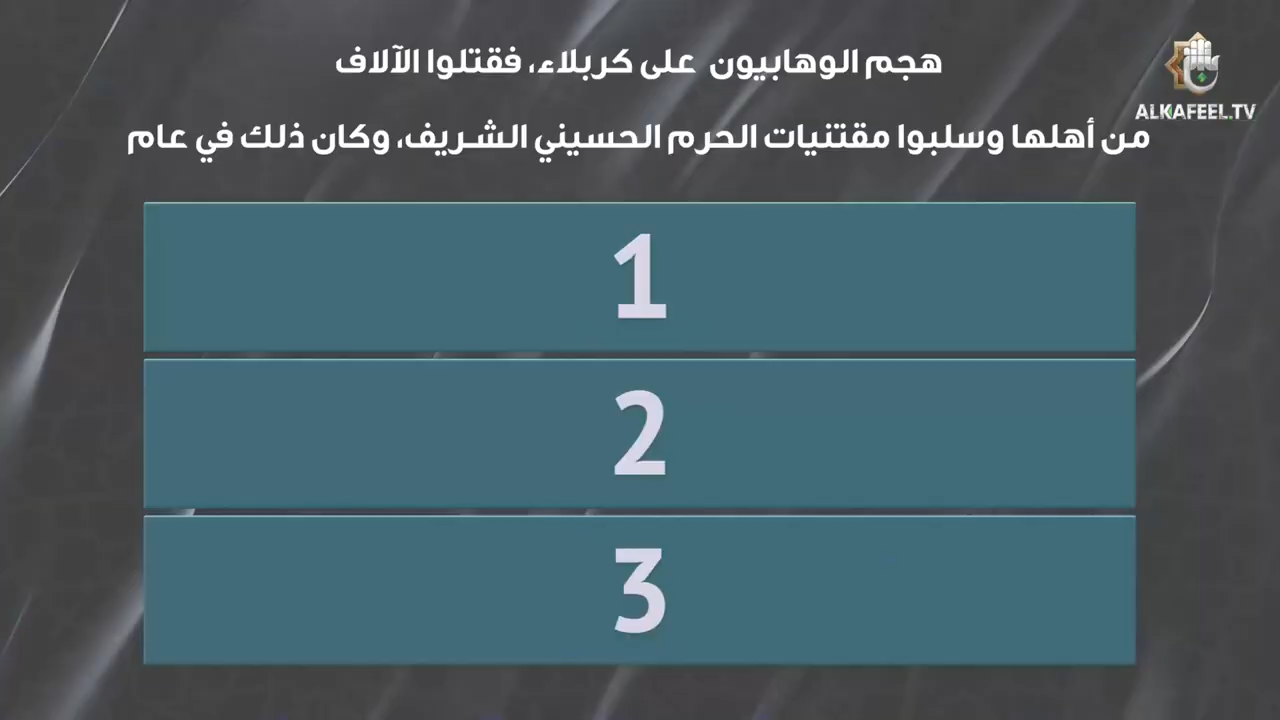 هجم الوهابيون على كربلاء، فقتلوا الآلاف
ALKAFEEL.TV
من أهلها وسلبوا مقتنيات الحرم الحسيني الشريف، وكان ذلك في عام
1
2
3